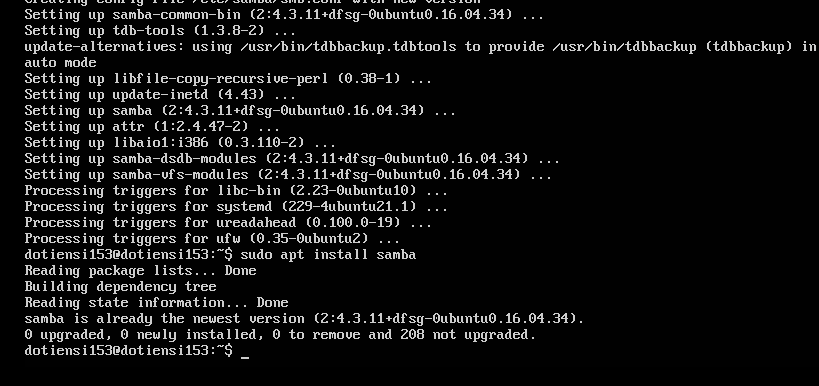 Creating config file /etc/samba/smb.conf with new version
Setting up samba-common-bin (2:4.3.11+dfsg-0ubuntu0.16.04.34) ...
Setting up tdb-tools (1.3.8-2) ...
update-alternatives: using /usr/bin/tdbbackup.tdbtools to provide /usr/bin/tdbbackup (tdbbackup) in
auto mode
Setting up libfile-copy-recursive-perl (0.38-1) ...
Setting up update-inetd (4.43) ...
Setting up samba (2:4.3.11+dfsg-0ubuntu0.16.04.34) ...
Setting up attr (1:2.4.47-2) ...
Setting up libaio1:i386 (0.3.110-2) ...
Setting up samba-dsdb-modules (2:4.3.11+dfsg-0ubuntu0.16.04.34) ...
Setting up samba-vfs-modules (2:4.3.11+dfsg-0ubuntu0.16.04.34) ...
Processing triggers for libc-bin (2.23-0ubuntu10) ...
Processing triggers for systemd (229-4ubuntu21.1) ...
Processing triggers for ureadahead (0.100.0-19) ...
Processing triggers for ufw (0.35-0ubuntu2) ...
dotiensi153@dotiensi153:~$ sudo apt install samba
Reading package lists... Done
Building dependency tree
Reading state information... Done
samba is already the newest version (2:4.3.11+dfsg-0ubuntu0.16.04.34).
0 upgraded, 0 newly installed, 0 to remove and 208 not upgraded.
dotiensi153@dotiensi153:~$ _